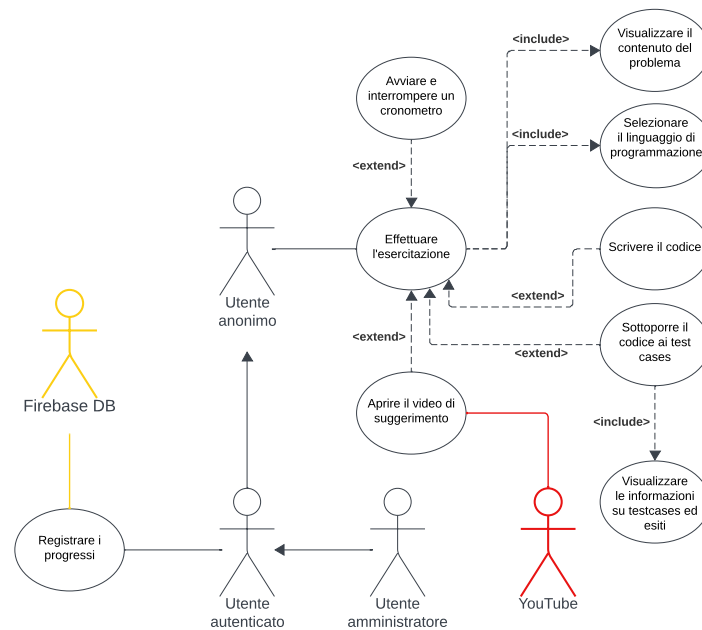 <include>
Visualizzare il
contenuto del
problema
Avviare e
interrompere un
cronometro
<include>
Selezionare
il linguaggio di
programmazione
<extend>
Effettuare
l'esercitazione
Scrivere il codice
<extend>
Utente
anonimo
<extend>
Sottoporre il
codice ai test
cases
<extend>
Firebase DB
Aprire il video di
suggerimento
<include>
Visualizzare
le informazioni
su testcases ed
esiti
Registrare i
progressi
Utente
autenticato
Utente
amministratore
YouTube